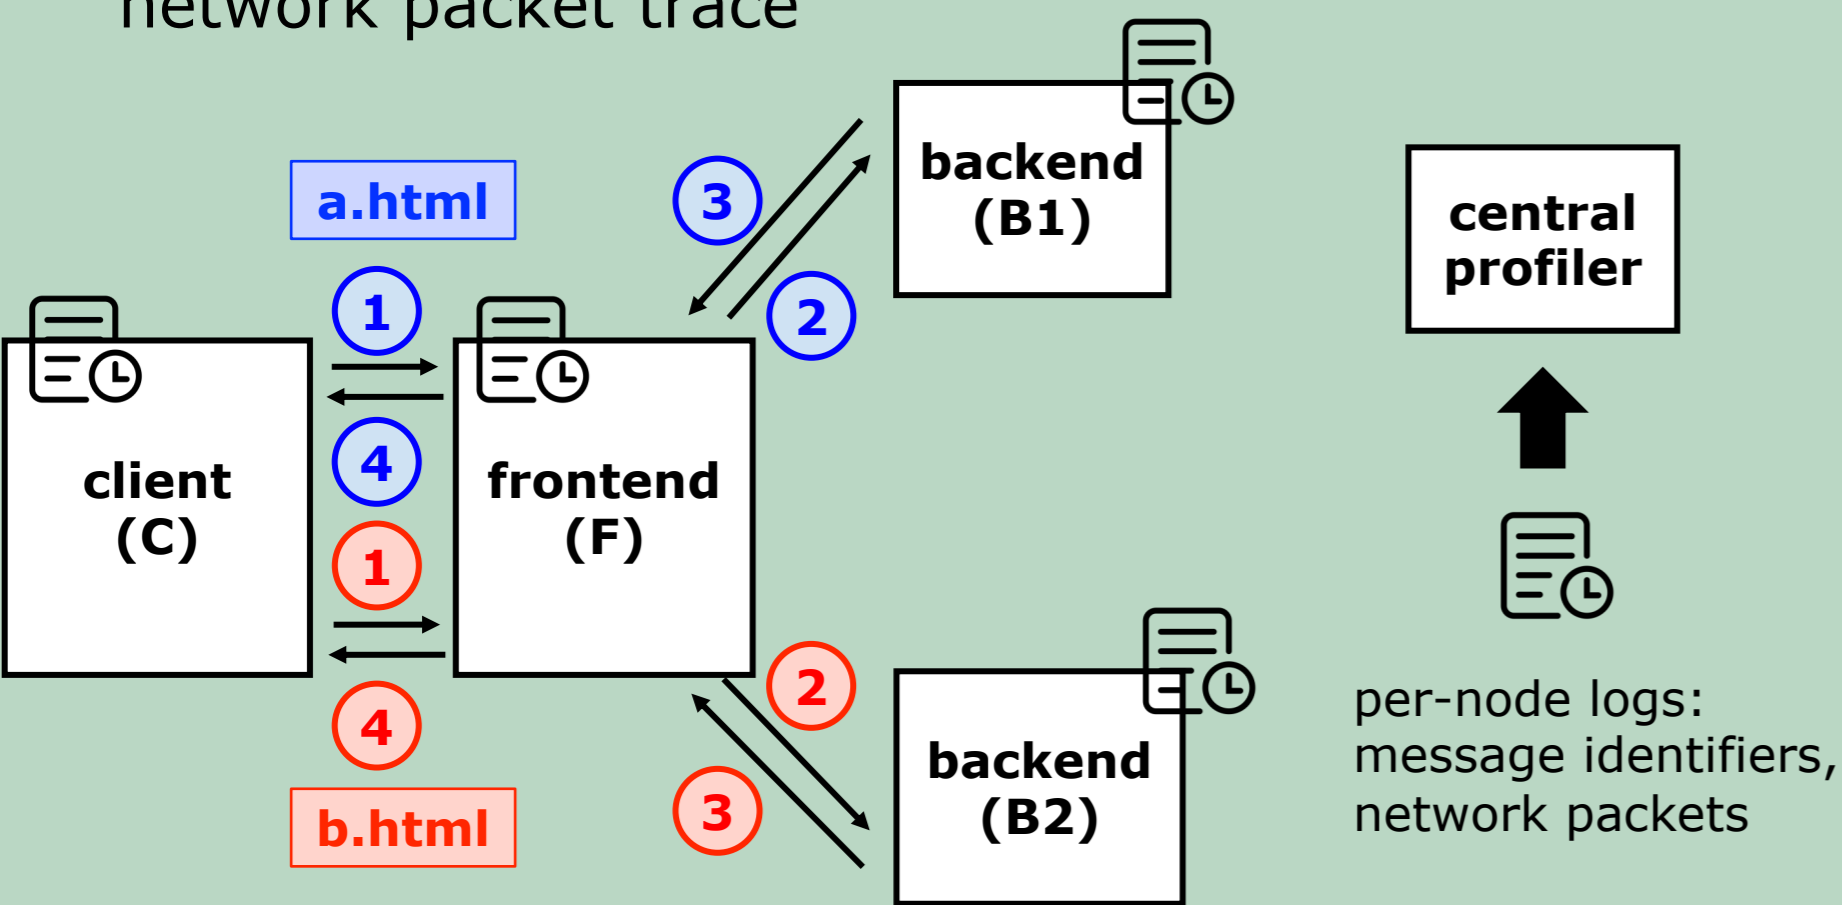 network packet trace
backend
(B1)
a.html
3
central
profiler
1
2
4
client
(C)
frontend
(F)
1
2
4
3
b.html
backend
(B2)
per-node logs:
message identifiers,
network packets